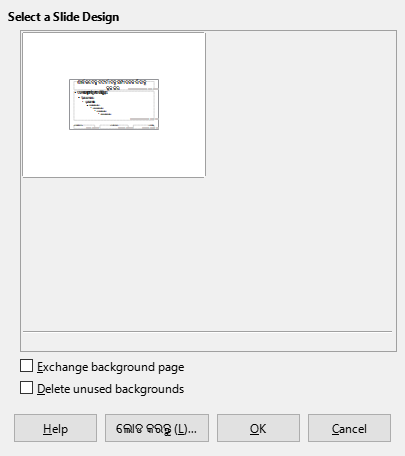 Select a Slide Design
Exchange background page
Delete unused backgrounds
Help
ଲୋଡ କରନ୍ତୁ (L)...
OK
Cancel